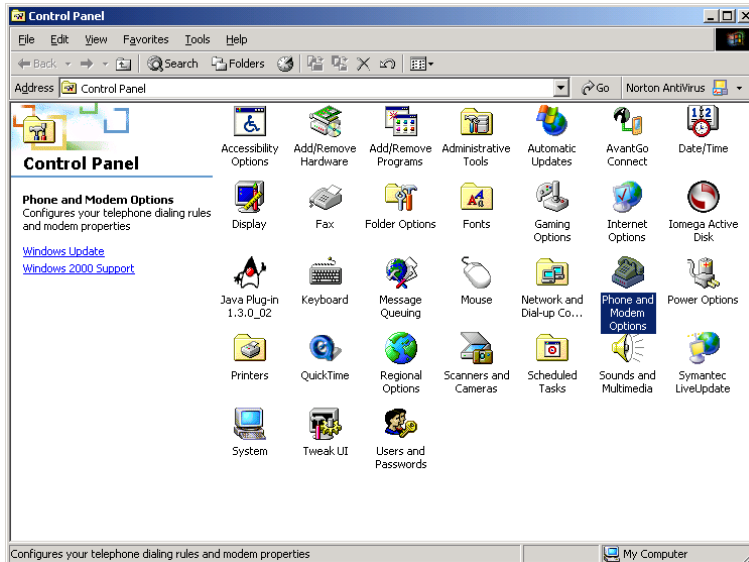 Control Panel
File Edit View Favorites Tools Help
Back Search Folders
Address Control Panel Go Norton AntiVirus
Control Panel
Phone and Modem Options
Configures your telephone dialing rules
and modem properties
Windows Update
Windows 2000 Support
Accessibility
Options
Add/Remove
Hardware
Add/Remove
Programs
Administrative
Tools
Automatic
Updates
AvantGo
Connect
Date/Time
Display
Fax
Folder Options
Fonts
Gaming
Options
Internet
Options
Iomega Active
Disk
Java Plug-in
1.3.0_02
Keyboard
Message
Queuing
Mouse
Network and
Dial-up Co...
Phone and
Modem
Options
Power Options
Printers
QuickTime
Regional
Options
Scanners and
Cameras
Scheduled
Tasks
Sounds and
Multimedia
Symantec
LiveUpdate
System
Tweak UI
Users and
Passwords
Configures your telephone dialing rules and modem properties My Computer